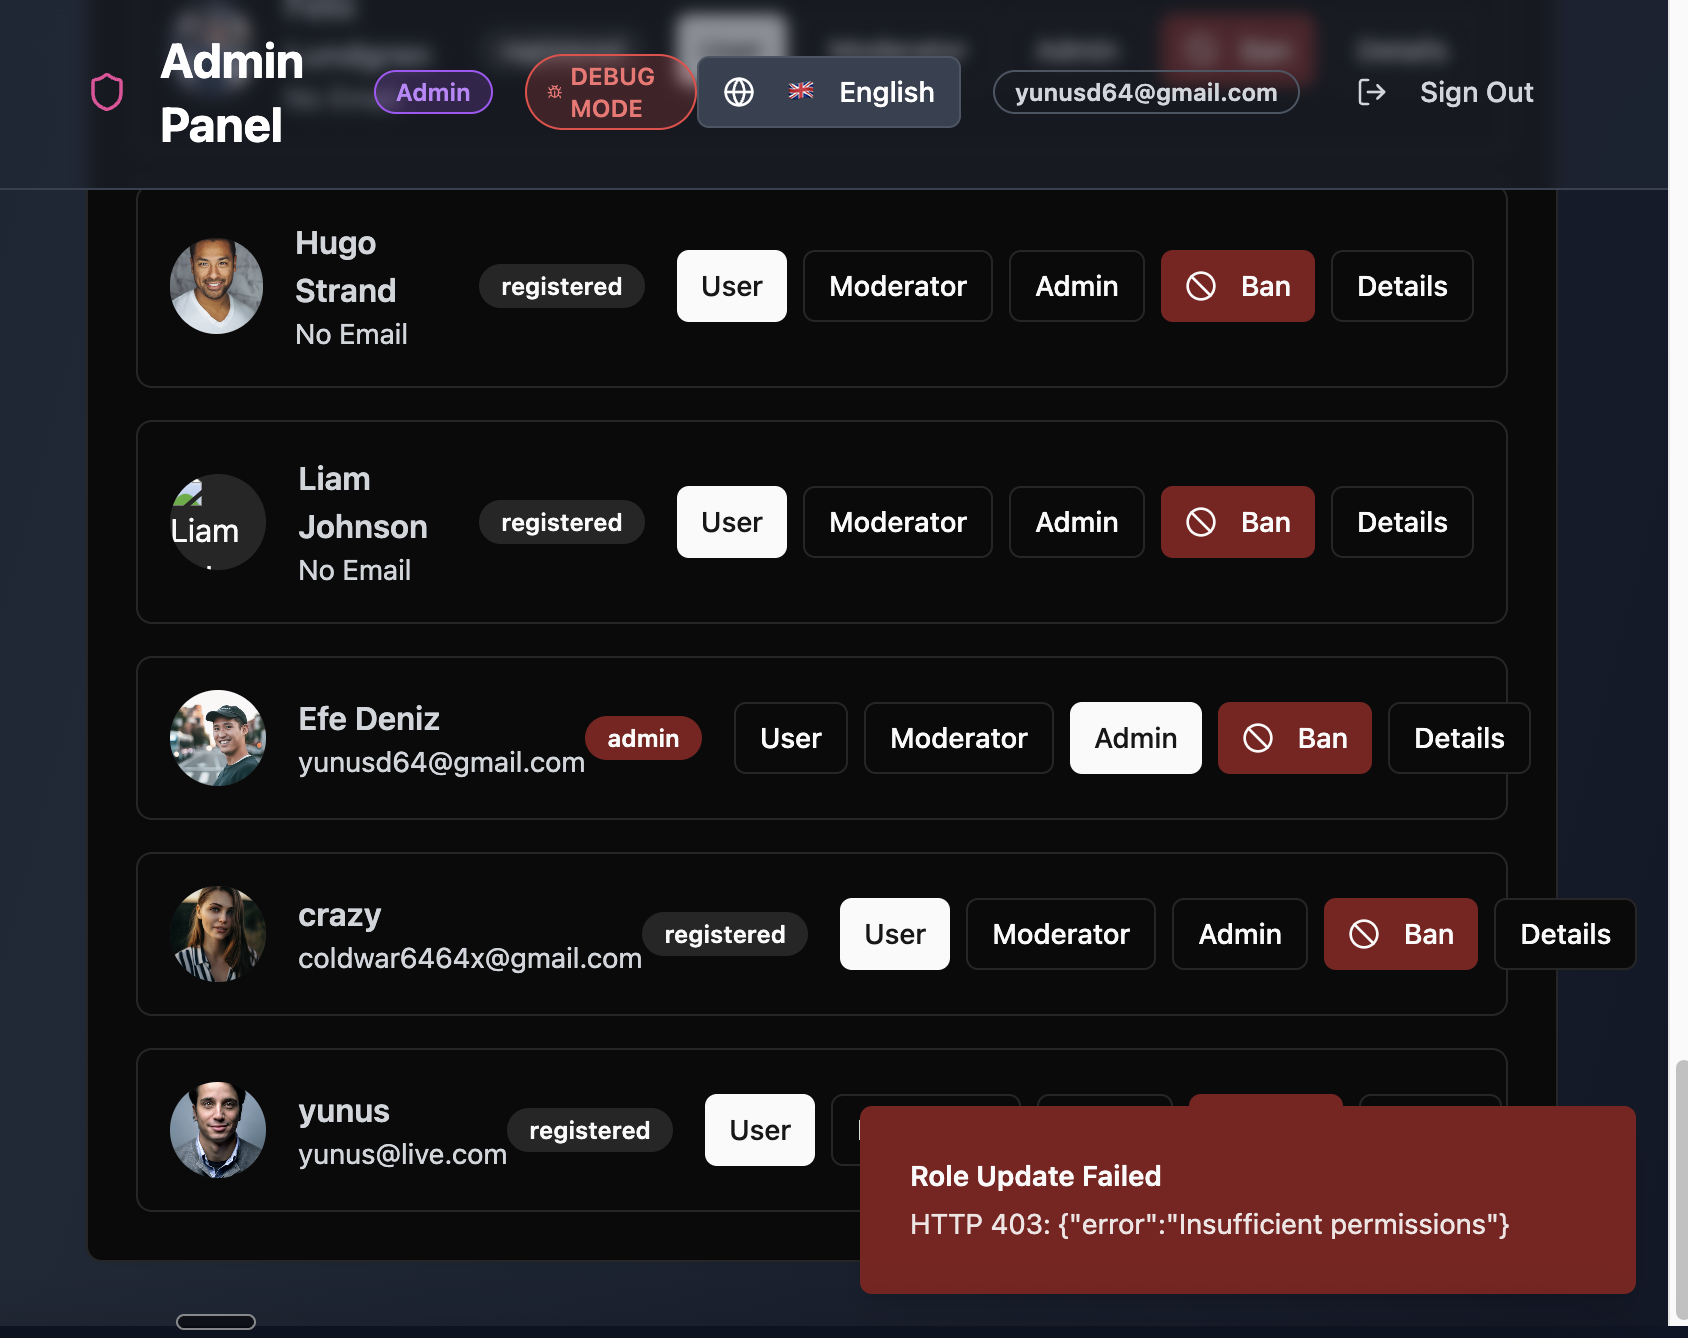 Admin
Panel
Admin
DEBUG
MODE
English
yunusd64@gmail.com
Sign Out
Hugo
Strand
No Email
registered
User
Moderator
Admin
Ban
Details
Liam
Liam
Johnson
No Email
registered
User
Moderator
Admin
Ban
Details
Efe Deniz
yunusd64@gmail.com
admin
User
Moderator
Admin
Ban
Details
crazy
coldwar6464x@gmail.com
registered
User
Moderator
Admin
Ban
Details
yunus
yunus@live.com
registered
User
Role Update Failed
HTTP 403: {"error":"Insufficient permissions"}